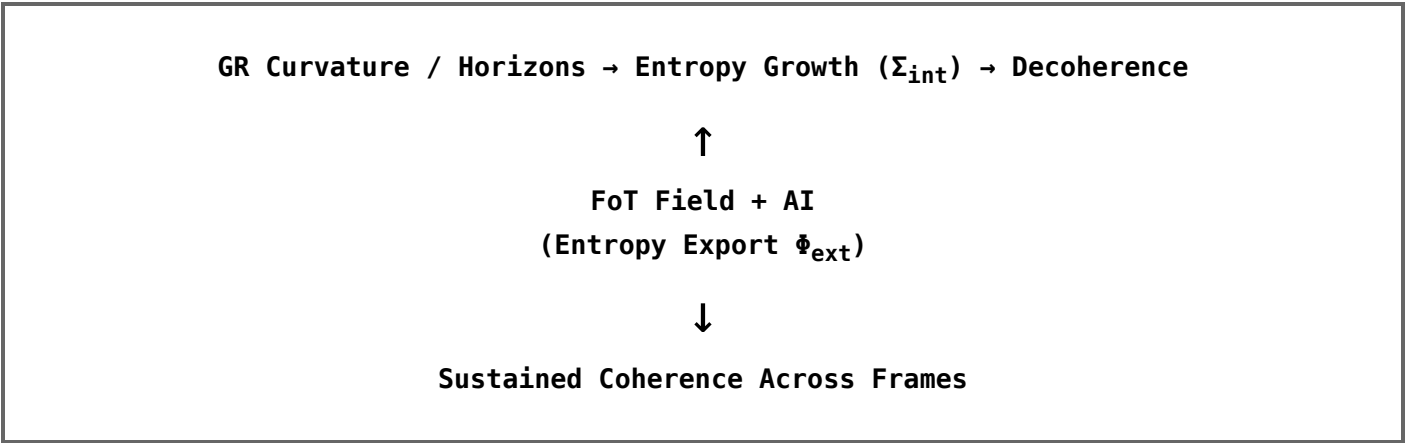 GR Curvature / Horizons → Entropy Growth (Σint) → Decoherence
↑
FoT Field + AI
(Entropy Export Φext)
↓
Sustained Coherence Across Frames